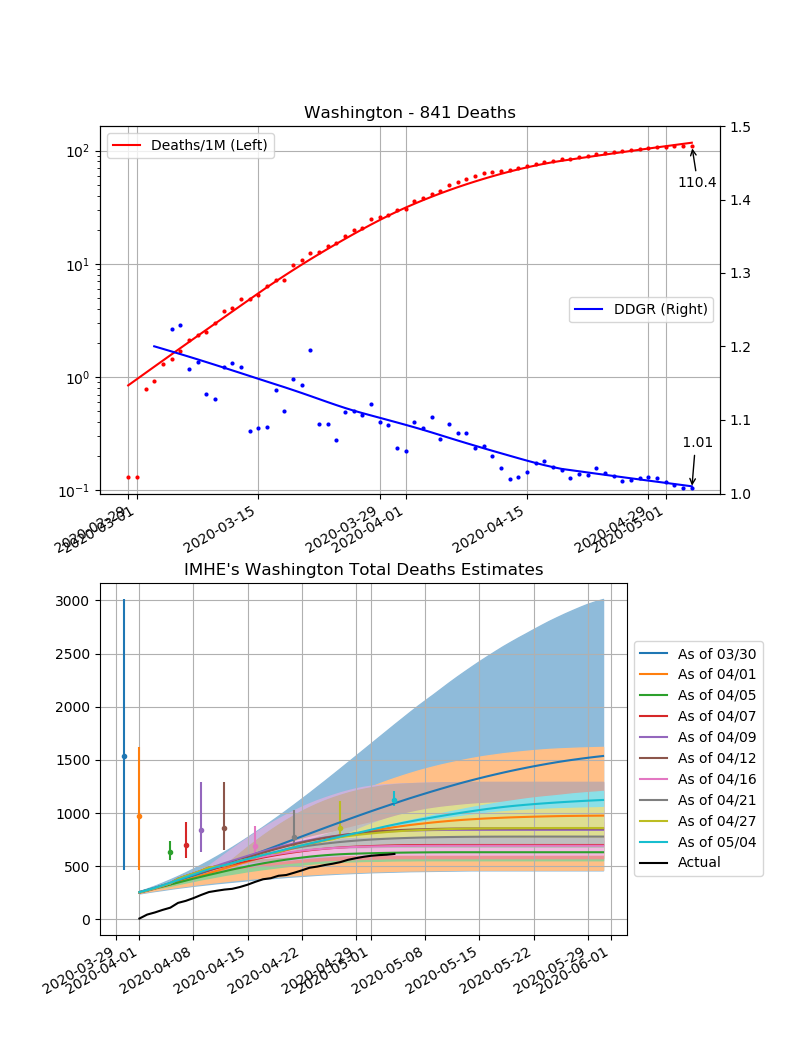 Washington - 841 Deaths
Deaths/1M (Left)
DDGR (Right)
10²
10¹
10⁰
10⁻¹
1.5
1.4
1.3
1.2
1.1
1.0
110.4
1.01
2020-02-29
2020-03-01
2020-03-15
2020-03-29
2020-04-01
2020-04-15
2020-04-29
2020-05-01
IMHE's Washington Total Deaths Estimates
3000
2500
2000
1500
1000
500
0
2020-03-29
2020-04-01
2020-04-08
2020-04-15
2020-04-22
2020-04-29
2020-05-01
2020-05-08
2020-05-15
2020-05-22
2020-05-29
2020-06-01
As of 03/30
As of 04/01
As of 04/05
As of 04/07
As of 04/09
As of 04/12
As of 04/16
As of 04/21
As of 04/27
As of 05/04
Actual